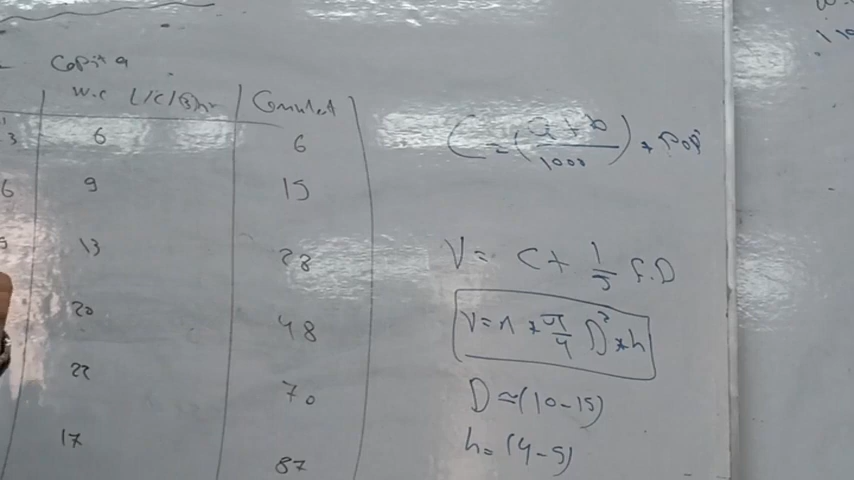 Capita
W.C L/c/3hr Comulat
3 6 6
6 9 15
13 28
20 48
22 70
17 87
C = (a+b / 1000) * Pop
V = C + 1/5 F.D
V = n * π/4 D² * h
D ≈ (10-15)
h = (4-5)